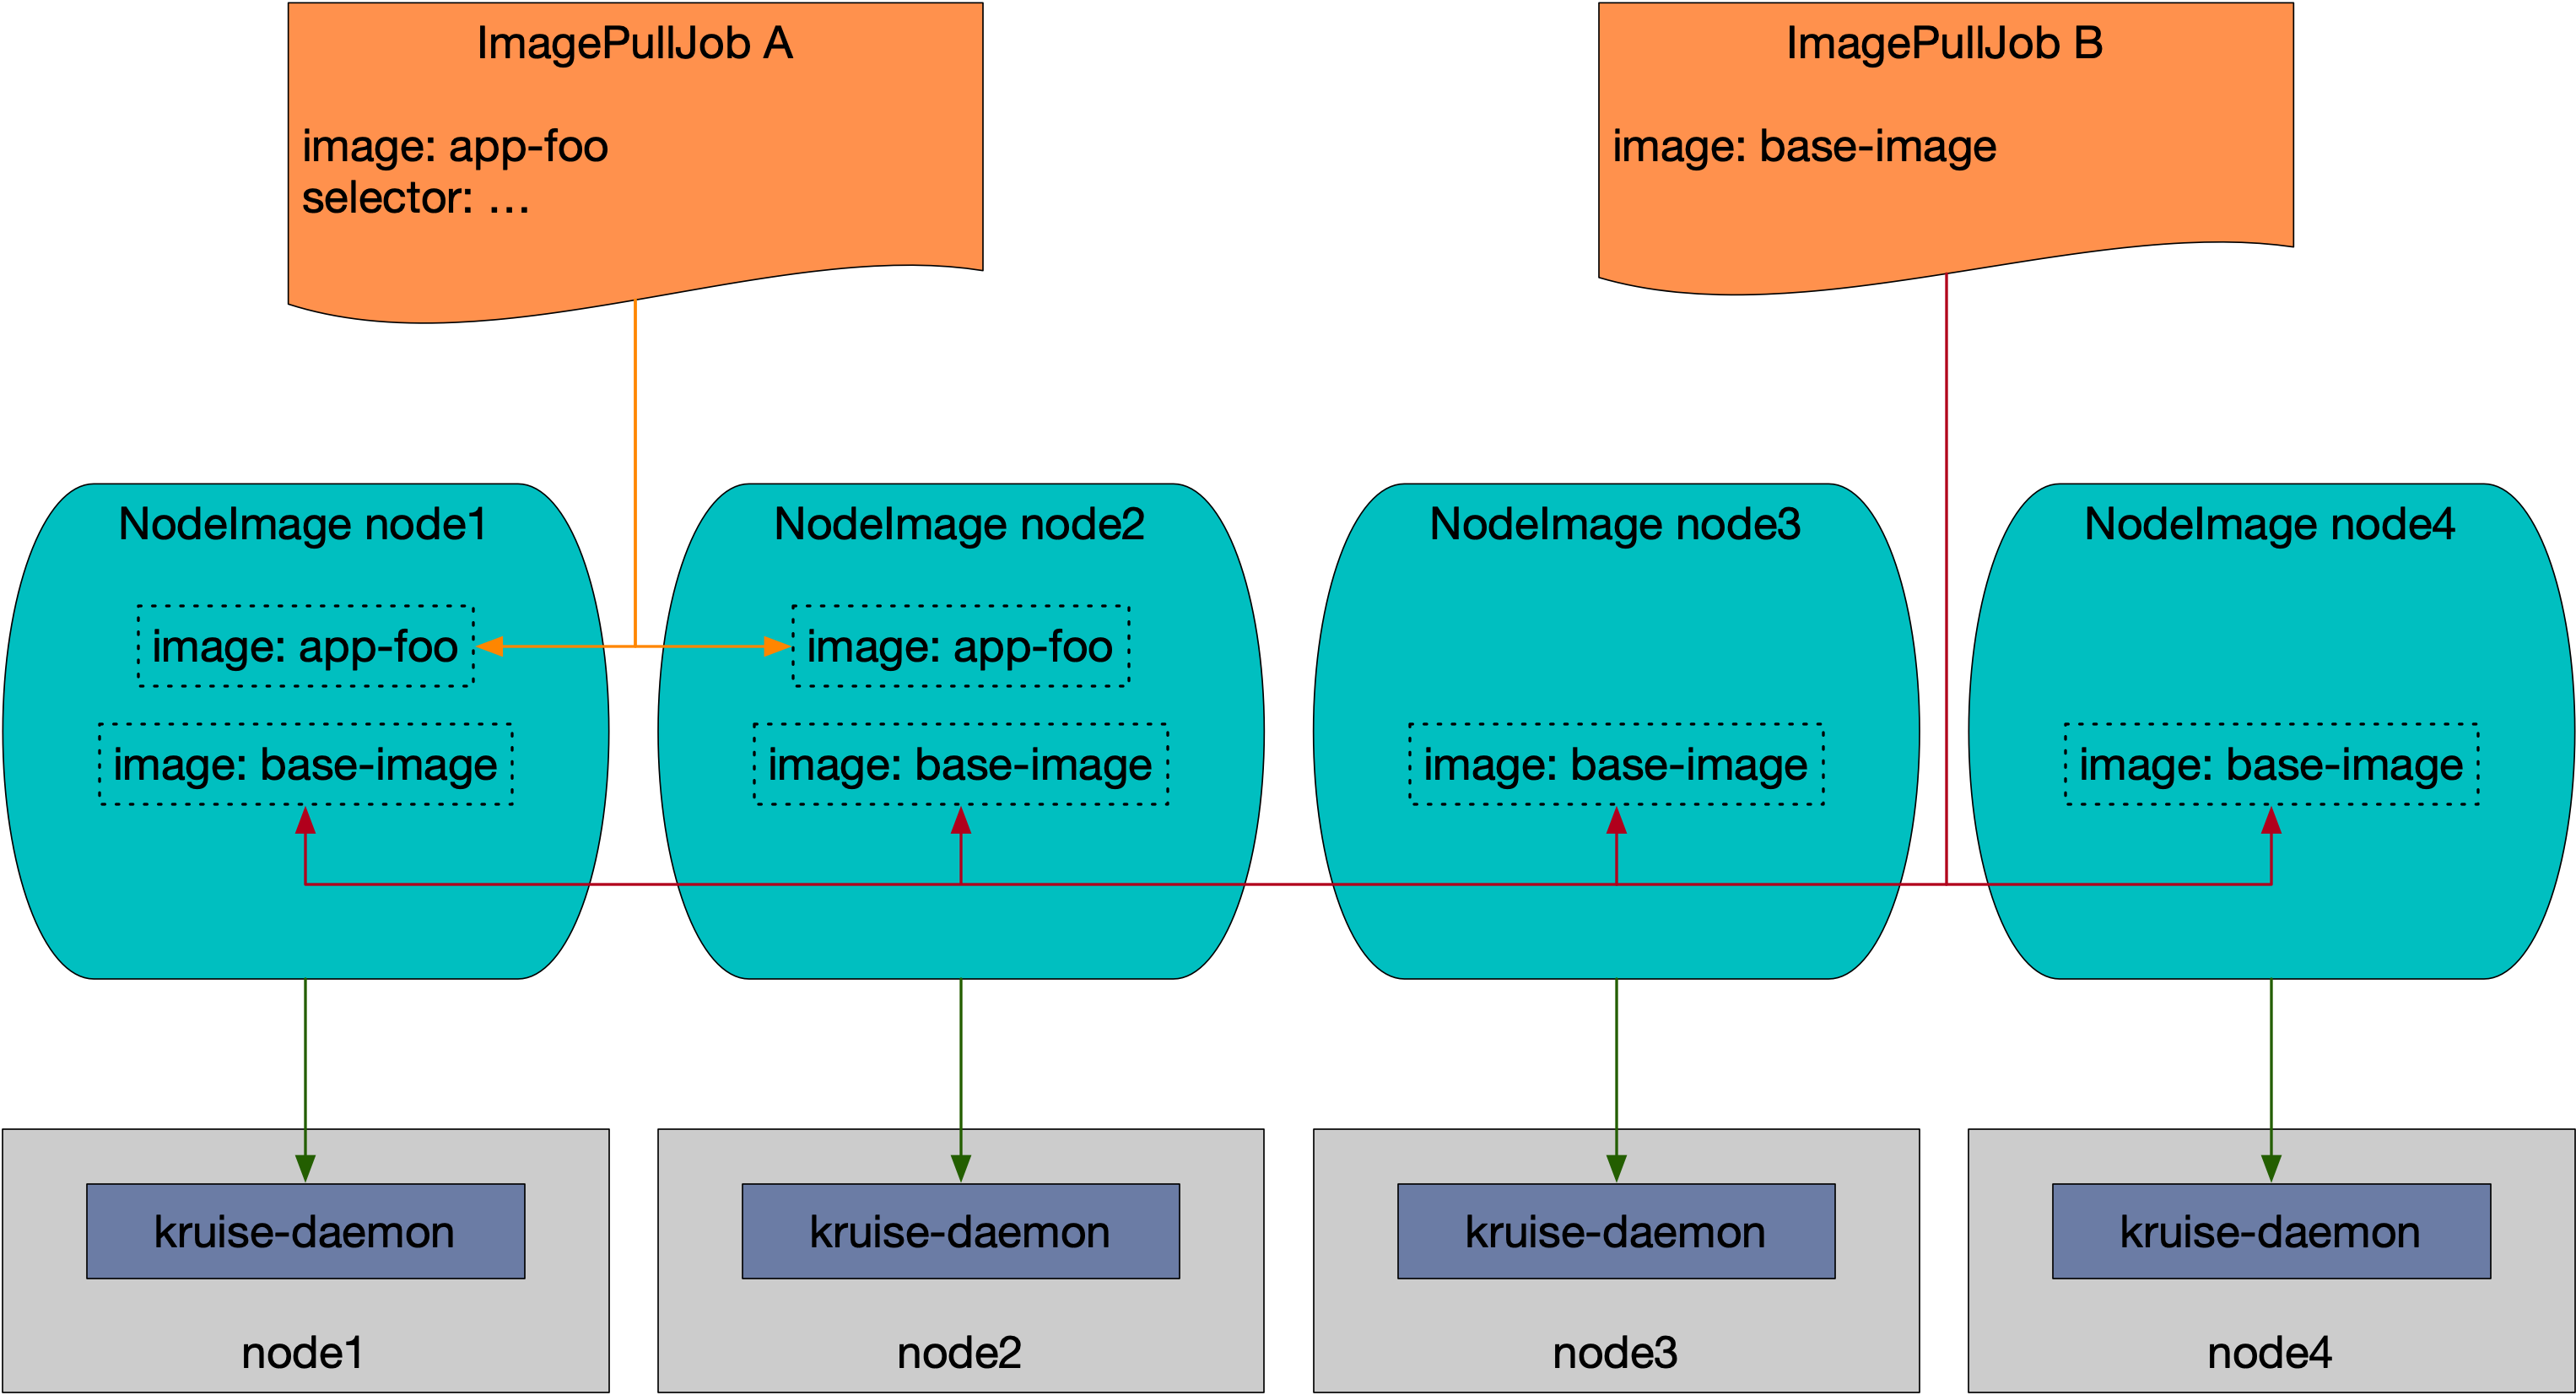 ImagePullJob A
image: app-foo
selector: …
ImagePullJob B
image: base-image
NodeImage node1
image: app-foo
image: base-image
NodeImage node2
image: app-foo
image: base-image
NodeImage node3
image: base-image
NodeImage node4
image: base-image
kruise-daemon
node1
kruise-daemon
node2
kruise-daemon
node3
kruise-daemon
node4